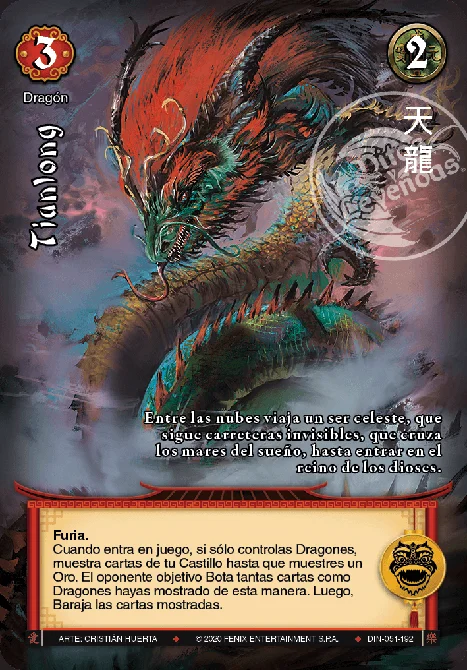 3
2
Dragón
Tianlong
天龍
Entre las nubes viaja un ser celeste, que
sigue carreteras invisibles, que cruza
los mares del sueño, hasta entrar en el
reino de los dioses.
Furia.
Cuando entra en juego, si sólo controlas Dragones,
muestra cartas de tu Castillo hasta que muestres un
Oro. El oponente objetivo Bota tantas cartas como
Dragones hayas mostrado de esta manera. Luego,
Baraja las cartas mostradas.
ARTE: CRISTIÁN HUERTA ♦ © 2020 FENIX ENTERTAINMENT S.R.A. ♦ DIN-051-192